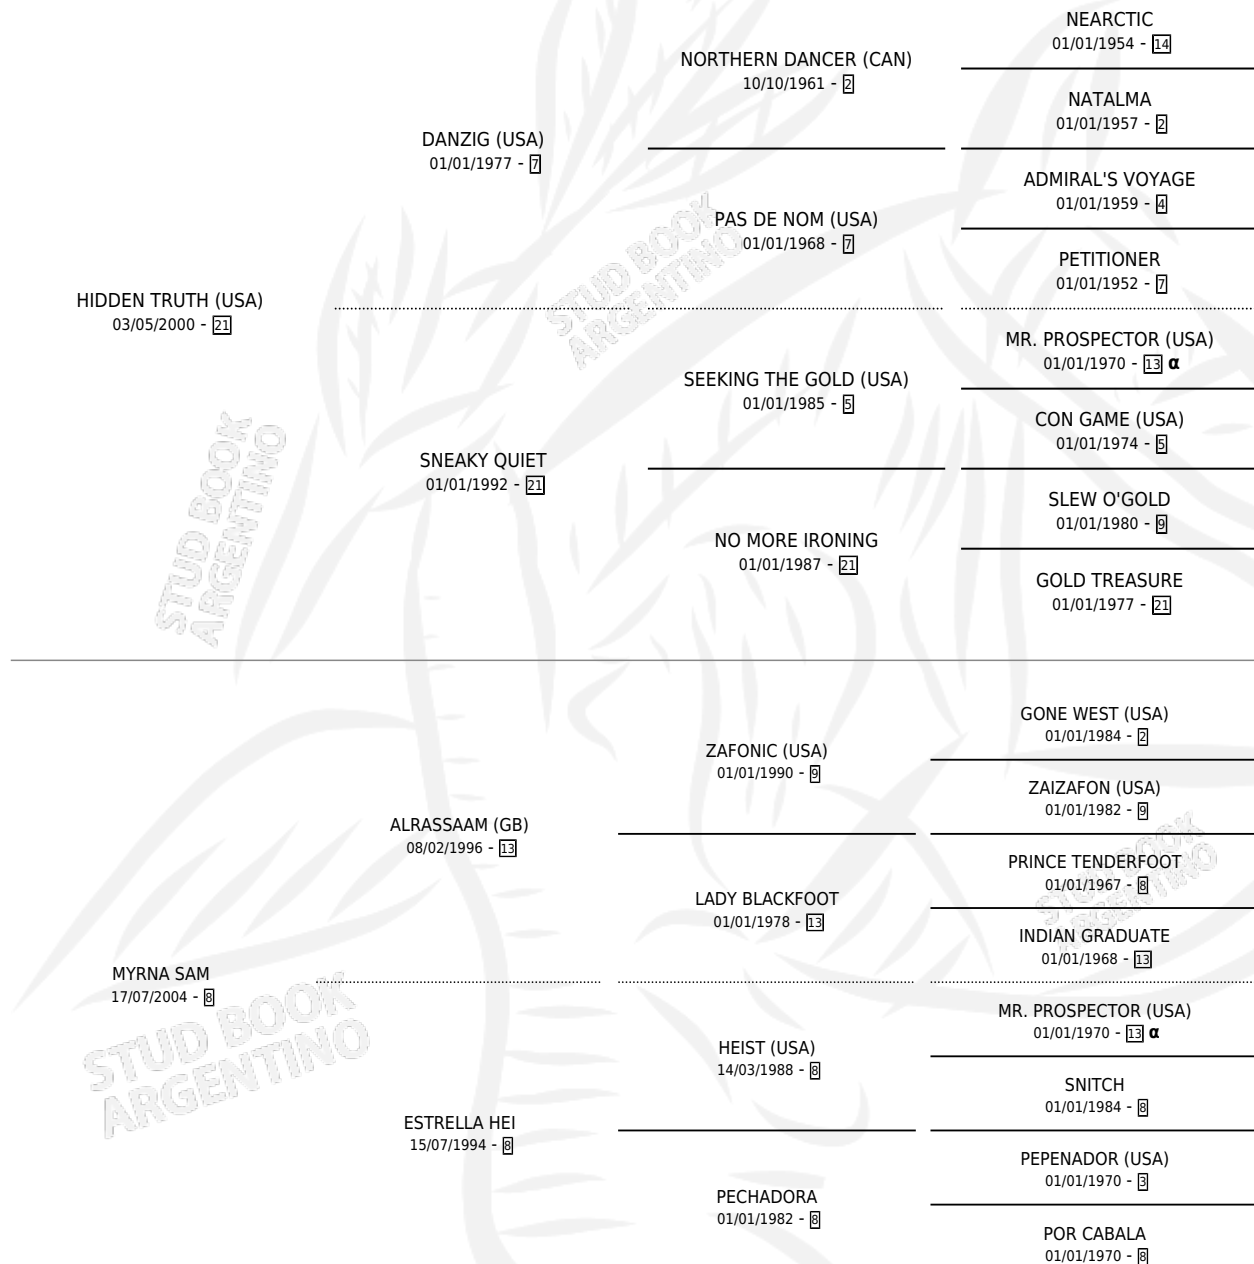 NEARCTIC
01/01/1954 - 14
NORTHERN DANCER (CAN)
10/10/1961 - 2
NATALMA
01/01/1957 - 2
DANZIG (USA)
01/01/1977 - 7
ADMIRAL'S VOYAGE
01/01/1959 - 4
PAS DE NOM (USA)
01/01/1968 - 7
PETITIONER
01/01/1952 - 7
HIDDEN TRUTH (USA)
03/05/2000 - 21
MR. PROSPECTOR (USA)
01/01/1970 - 13 α
SEEKING THE GOLD (USA)
01/01/1985 - 5
CON GAME (USA)
01/01/1974 - 5
SNEAKY QUIET
01/01/1992 - 21
SLEW O'GOLD
01/01/1980 - 9
NO MORE IRONING
01/01/1987 - 21
GOLD TREASURE
01/01/1977 - 21
GONE WEST (USA)
01/01/1984 - 2
ZAFONIC (USA)
01/01/1990 - 9
ZAIZAFON (USA)
01/01/1982 - 9
ALRASSAAM (GB)
08/02/1996 - 13
PRINCE TENDERFOOT
01/01/1967 - 8
LADY BLACKFOOT
01/01/1978 - 13
INDIAN GRADUATE
01/01/1968 - 13
MYRNA SAM
17/07/2004 - 8
MR. PROSPECTOR (USA)
01/01/1970 - 13 α
HEIST (USA)
14/03/1988 - 8
SNITCH
01/01/1984 - 8
ESTRELLA HEI
15/07/1994 - 8
PEPENADOR (USA)
01/01/1970 - 3
PECHADORA
01/01/1982 - 8
POR CABALA
01/01/1970 - 8
STUD BOOK
ARGENTINO
STUD BOOK
ARGENTINO
STUD BOOK
ARGENTINO
STUD BOOK
ARGENTINO